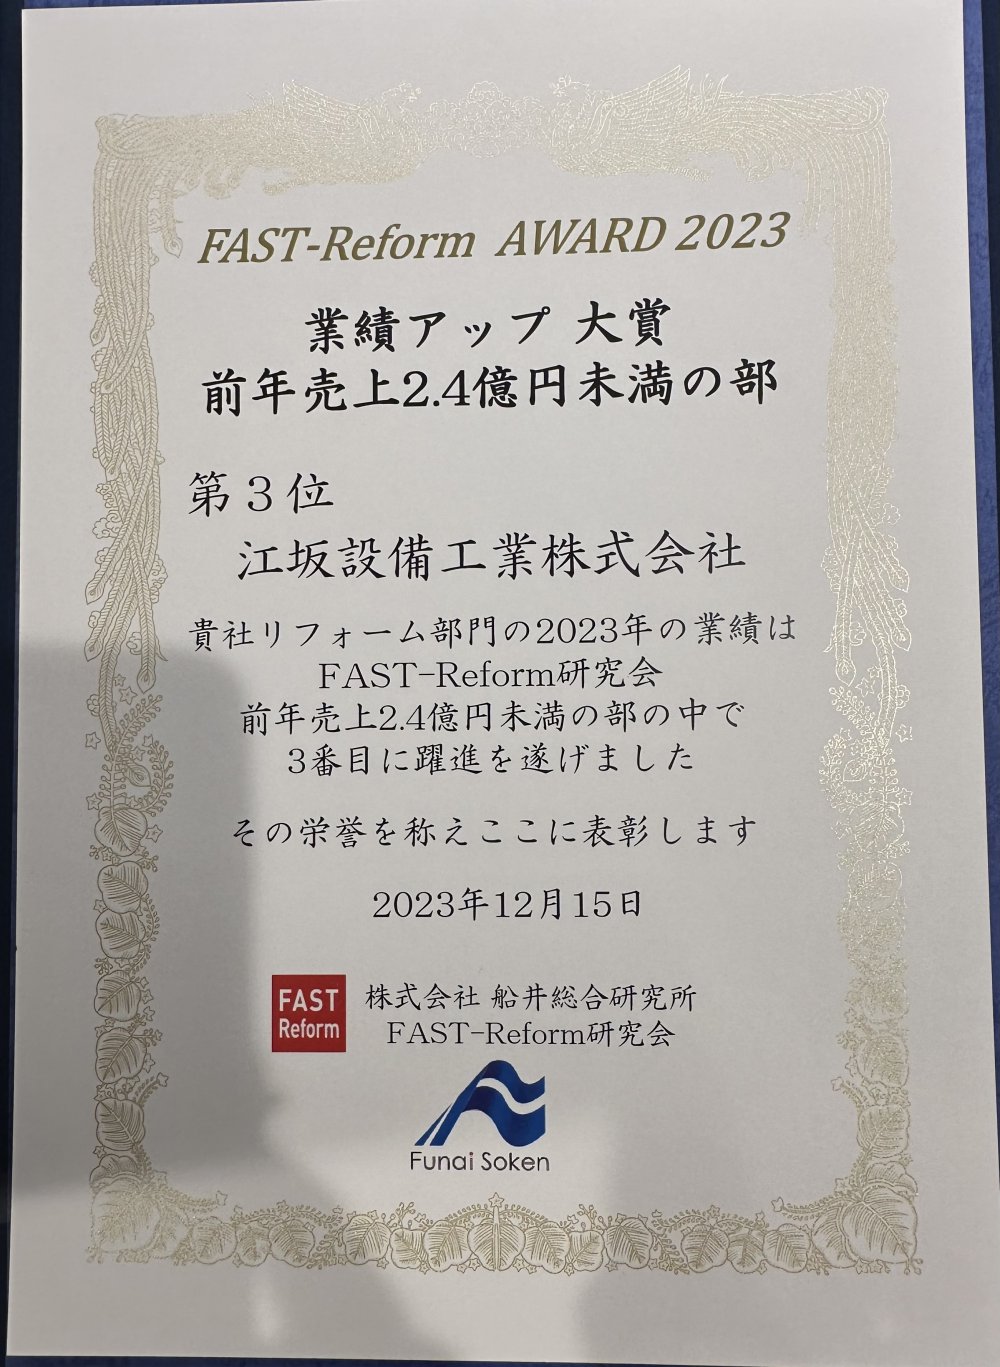 FAST-Reform AWARD 2023
業績アップ 大賞
前年売上2.4億円未満の部
第3位
江坂設備工業株式会社
貴社リフォーム部門の2023年の業績は
FAST-Reform研究会
前年売上2.4億円未満の部の中で
3番目に躍進を遂げました
その栄誉を称えここに表彰します
2023年12月15日
FAST
Reform
株式会社 船井総合研究所
FAST-Reform研究会
Funai Soken